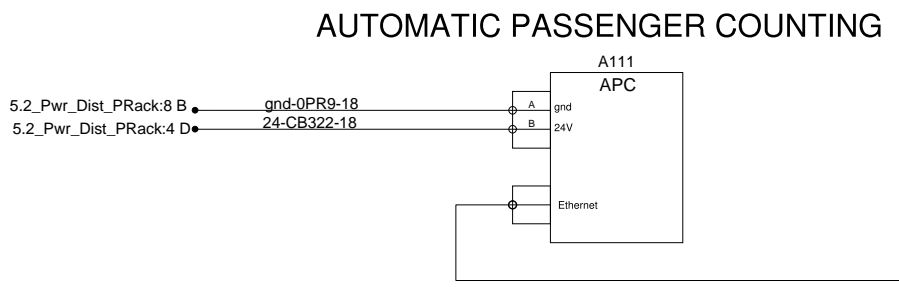 AUTOMATIC PASSENGER COUNTING
A111
APC
5.2_Pwr_Dist_PRack:8 B
gnd-0PR9-18
A
gnd
5.2_Pwr_Dist_PRack:4 D
24-CB322-18
B
24V
Ethernet